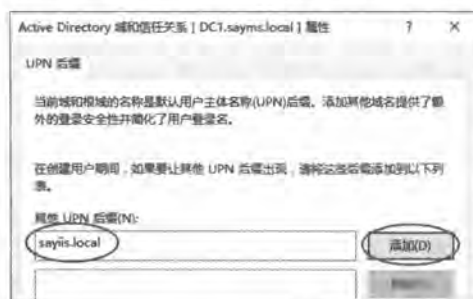 Active Directory 域和信任关系 [ DC1.sayms.local ] 属性 ? ×
UPN 后缀
当前域和根域的名称是默认用户主体名称(UPN)后缀。添加其他域名提供了额
外的登录安全性并简化了用户登录名。
在创建用户期间，如果要让其他 UPN 后缀出现，请将这些后缀添加到以下列
表。
其他 UPN 后缀(N):
sayiis.local 添加(D)